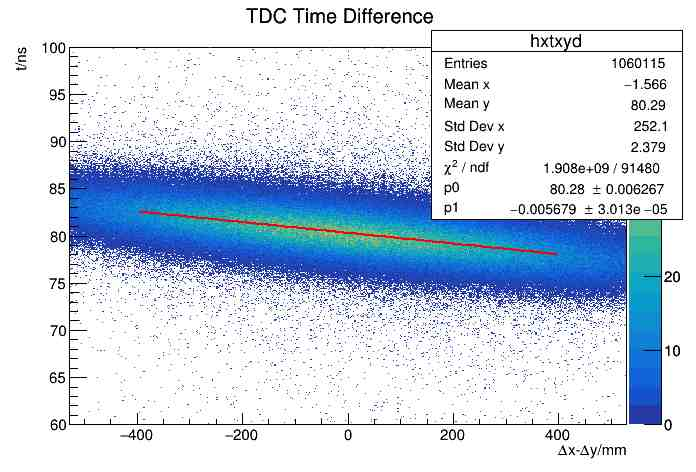 TDC Time Difference
t/ns
100
95
90
85
80
75
70
65
60
−400
−200
0
200
400
Δx-Δy/mm
hxtxyd
Entries 1060115
Mean x −1.566
Mean y 80.29
Std Dev x 252.1
Std Dev y 2.379
χ² / ndf 1.908e+09 / 91480
p0 80.28 ± 0.006267
p1 −0.005679 ± 3.013e −05
20
10
0